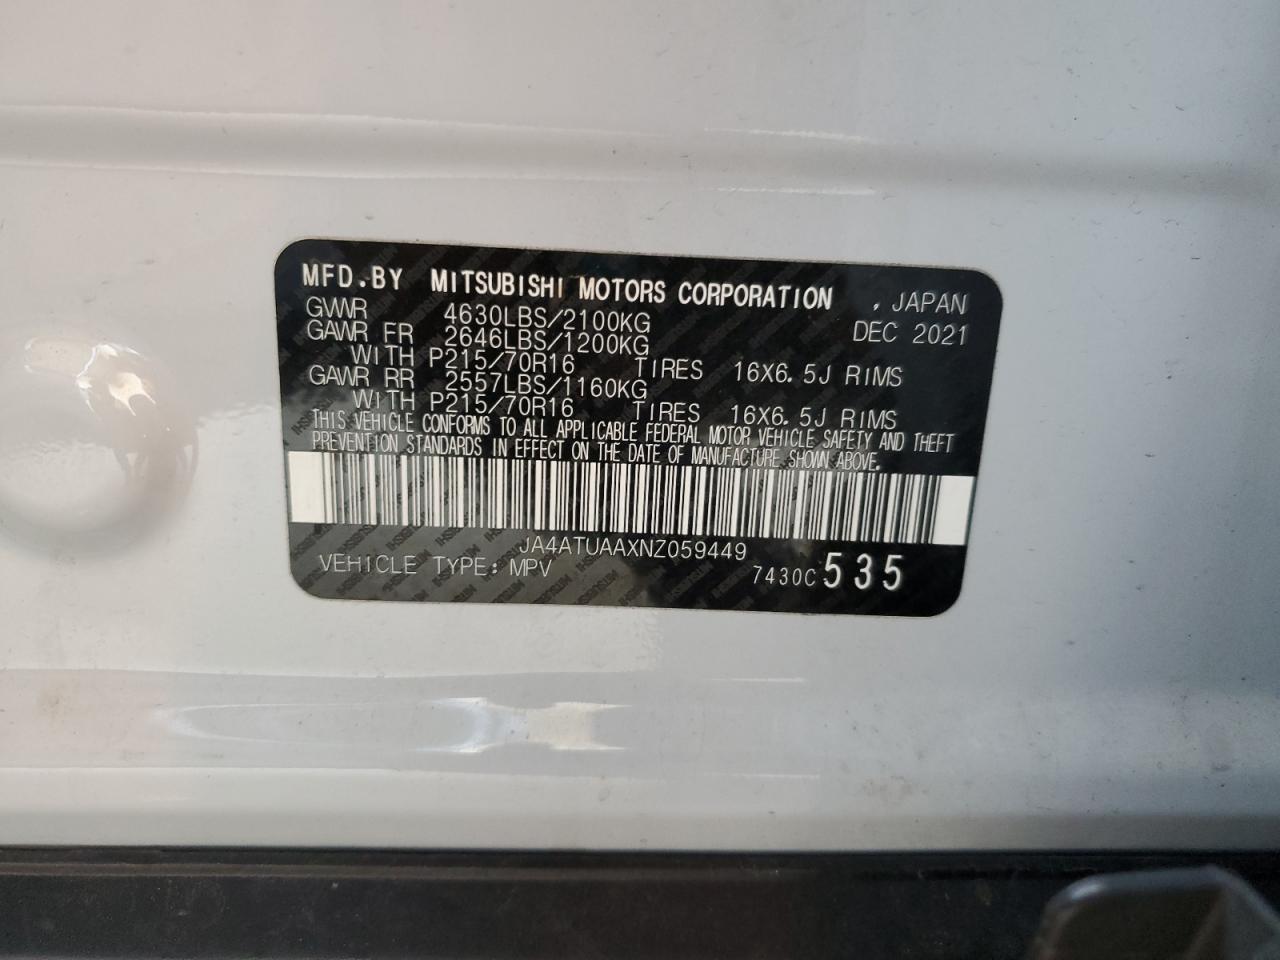 MFD.BY MITSUBISHI MOTORS CORPORATION , JAPAN
GVWR 4630LBS/2100KG DEC 2021
GAWR FR 2646LBS/1200KG
WITH P215/70R16 TIRES 16X6.5J RIMS
GAWR RR 2557LBS/1160KG
WITH P215/70R16 TIRES 16X6.5J RIMS
THIS VEHICLE CONFORMS TO ALL APPLICABLE FEDERAL MOTOR VEHICLE SAFETY AND THEFT
PREVENTION STANDARDS IN EFFECT ON THE DATE OF MANUFACTURE SHOWN ABOVE.
JA4ATUAAXNZ059449
VEHICLE TYPE: MPV 7430C 535